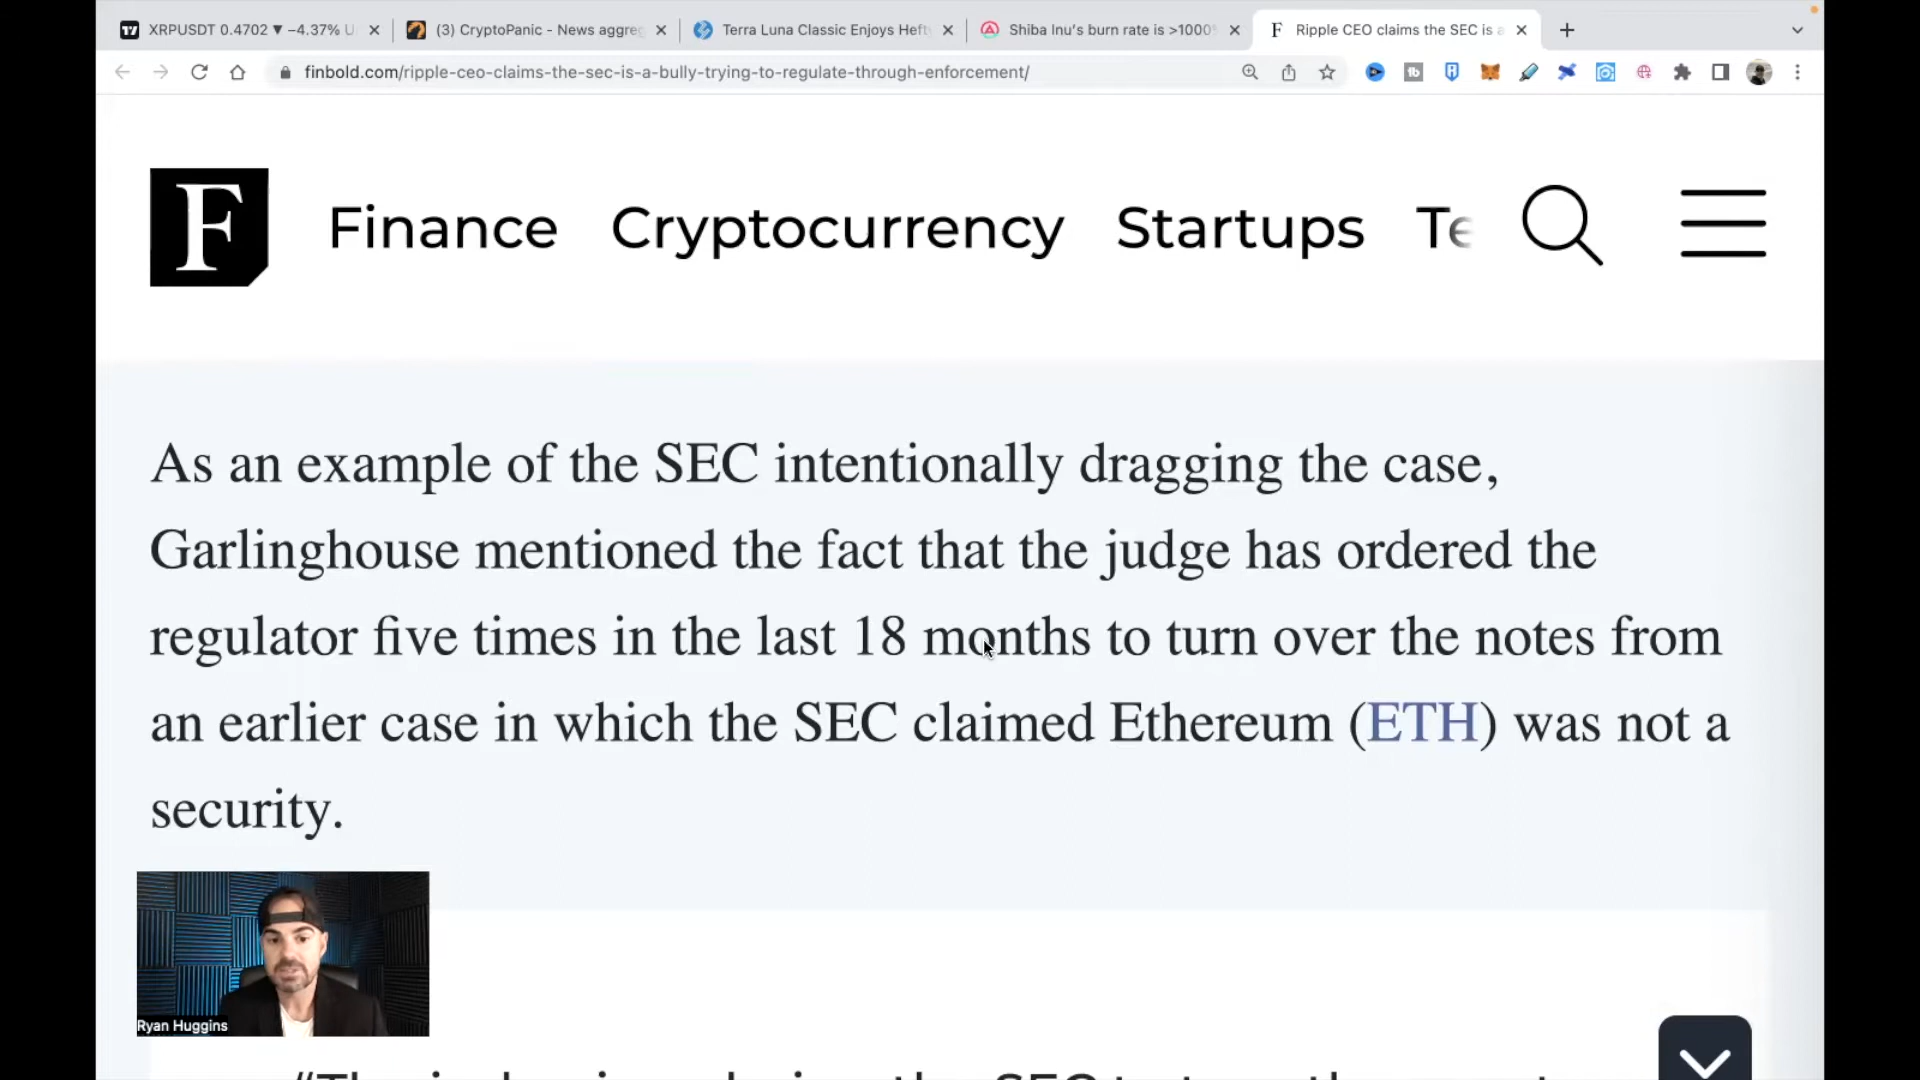 XRPUSDT 0.4702 ▼ −4.37% U
(3) CryptoPanic - News aggreg
Terra Luna Classic Enjoys Heft
Shiba Inu's burn rate is >1000%
Ripple CEO claims the SEC is a
finbold.com/ripple-ceo-claims-the-sec-is-a-bully-trying-to-regulate-through-enforcement/
F Finance Cryptocurrency Startups Te
As an example of the SEC intentionally dragging the case,
Garlinghouse mentioned the fact that the judge has ordered the
regulator five times in the last 18 months to turn over the notes from
an earlier case in which the SEC claimed Ethereum (ETH) was not a
security.
Ryan Huggins